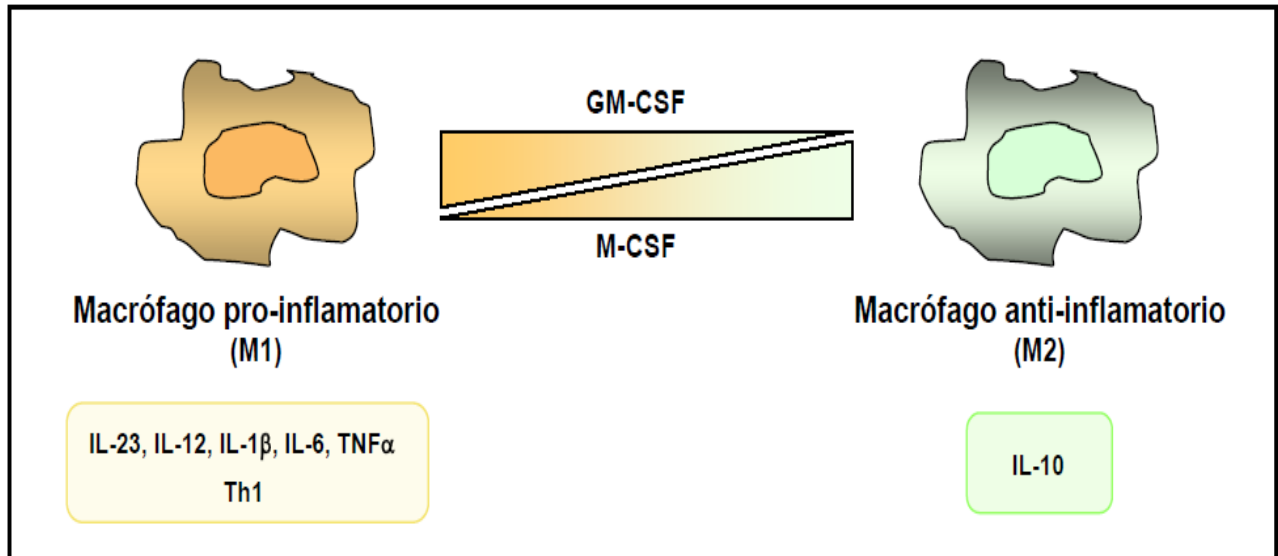 GM-CSF
M-CSF
Macrófago pro-inflamatorio
(M1)
Macrófago anti-inflamatorio
(M2)
IL-23, IL-12, IL-1β, IL-6, TNFα
Th1
IL-10